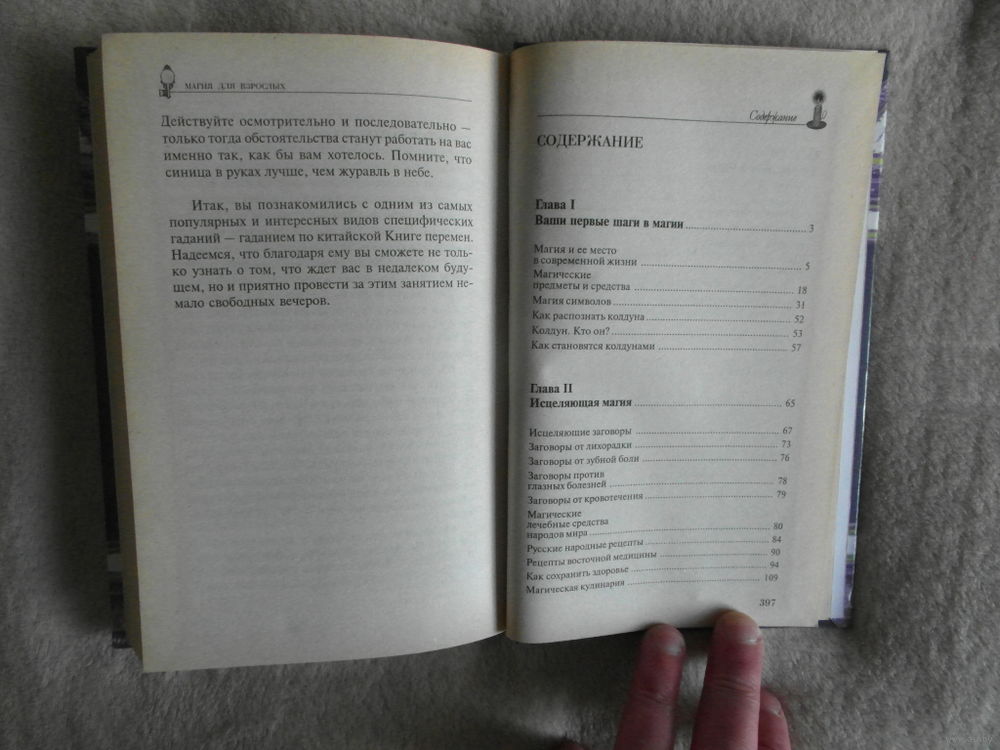 МАГИЯ ДЛЯ ВЗРОСЛЫХ
Действуйте осмотрительно и последовательно —
только тогда обстоятельства станут работать на вас
именно так, как бы вам хотелось. Помните, что
синица в руках лучше, чем журавль в небе.
Итак, вы познакомились с одним из самых
популярных и интересных видов специфических
гаданий — гаданием по китайской Книге перемен.
Надеемся, что благодаря ему вы сможете не толь-
ко узнать о том, что ждет вас в недалеком буду-
щем, но и приятно провести за этим занятием не-
мало свободных вечеров.
Содержание
СОДЕРЖАНИЕ
Глава I
Ваши первые шаги в магии 3
Магия и ее место
в современной жизни 5
Магические
предметы и средства 18
Магия символов 31
Как распознать колдуна 52
Колдун. Кто он? 53
Как становятся колдунами 57
Глава II
Исцеляющая магия 65
Исцеляющие заговоры 67
Заговоры от лихорадки 73
Заговоры от зубной боли 76
Заговоры против
глазных болезней 78
Заговоры от кровотечения 79
Магические
лечебные средства
народов мира 80
Русские народные рецепты 84
Рецепты восточной медицины 90
Как сохранить здоровье 94
Магическая кулинария 109
397